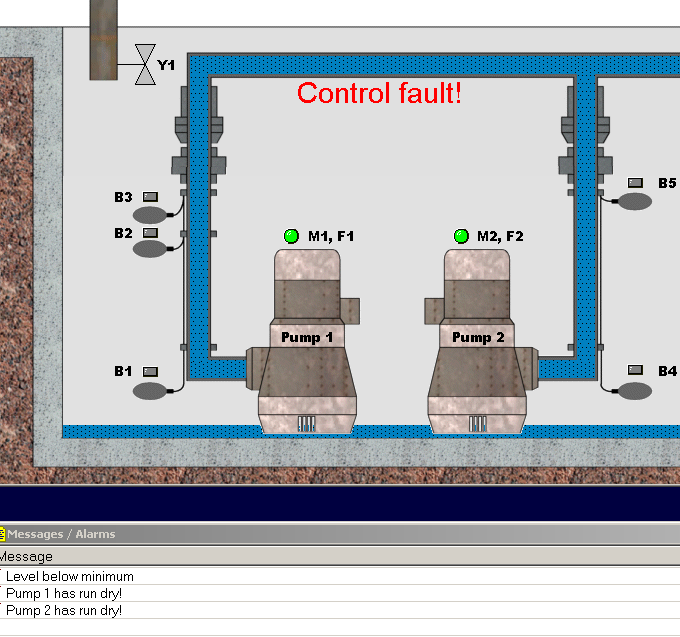 Y1
Control fault!
B3
B5
B2
M1, F1
M2, F2
Pump 1
Pump 2
B1
B4
Messages / Alarms
Message
Level below minimum
Pump 1 has run dry!
Pump 2 has run dry!